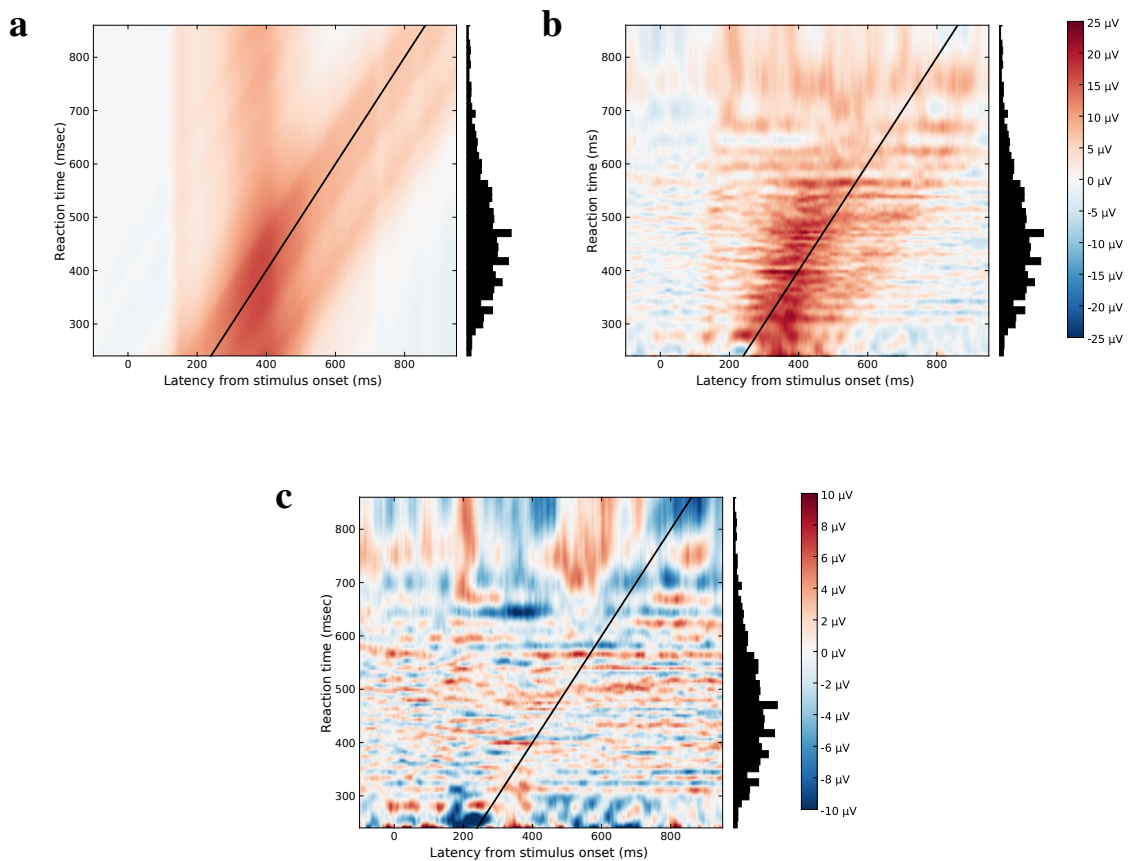 a
800
700
600
500
400
300
Reaction time (msec)
0
200
400
600
800
Latency from stimulus onset (ms)
b
800
700
600
500
400
300
Reaction time (ms)
0
200
400
600
800
Latency from stimulus onset (ms)
25 µV
20 µV
15 µV
10 µV
5 µV
0 µV
-5 µV
-10 µV
-15 µV
-20 µV
-25 µV
c
800
700
600
500
400
300
Reaction time (msec)
0
200
400
600
800
Latency from stimulus onset (ms)
10 µV
8 µV
6 µV
4 µV
2 µV
0 µV
-2 µV
-4 µV
-6 µV
-8 µV
-10 µV